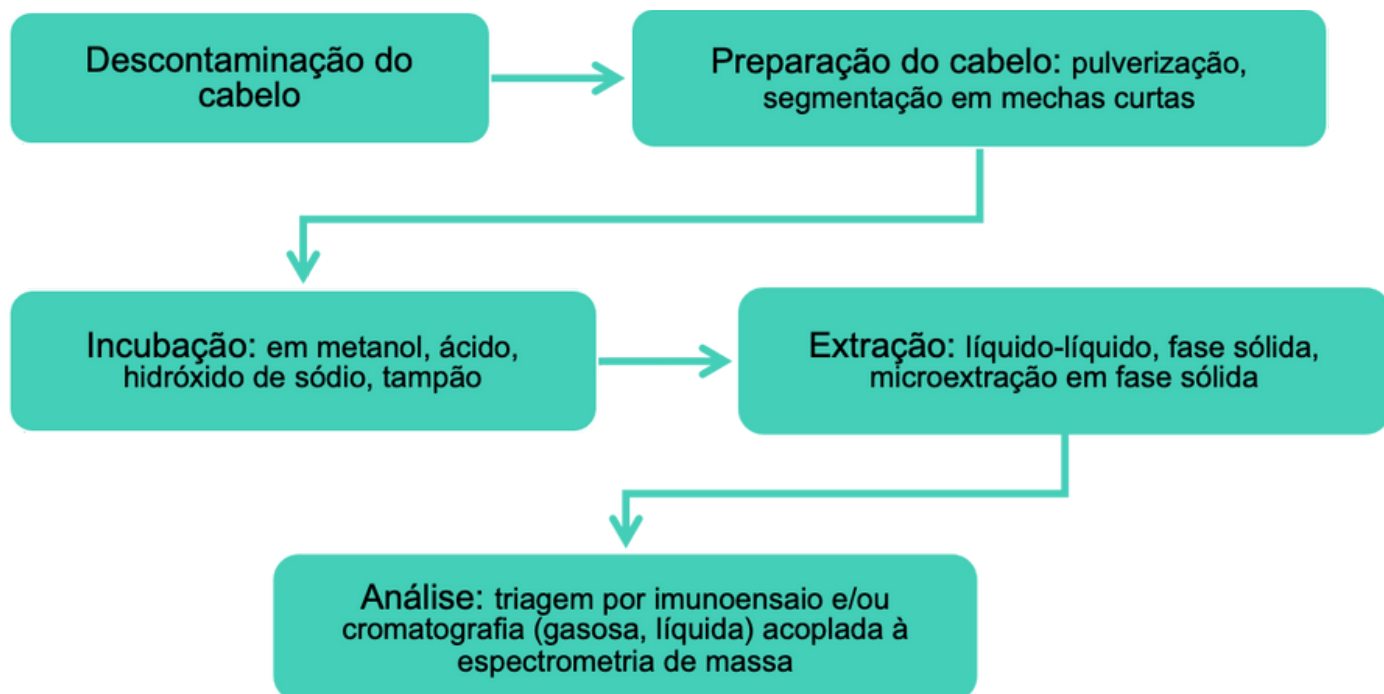 Descontaminação do
cabelo
Preparação do cabelo: pulverização,
segmentação em mechas curtas
Incubação: em metanol, ácido,
hidróxido de sódio, tampão
Extração: líquido-líquido, fase sólida,
microextração em fase sólida
Análise: triagem por imunoensaio e/ou
cromatografia (gasosa, líquida) acoplada à
espectrometria de massa